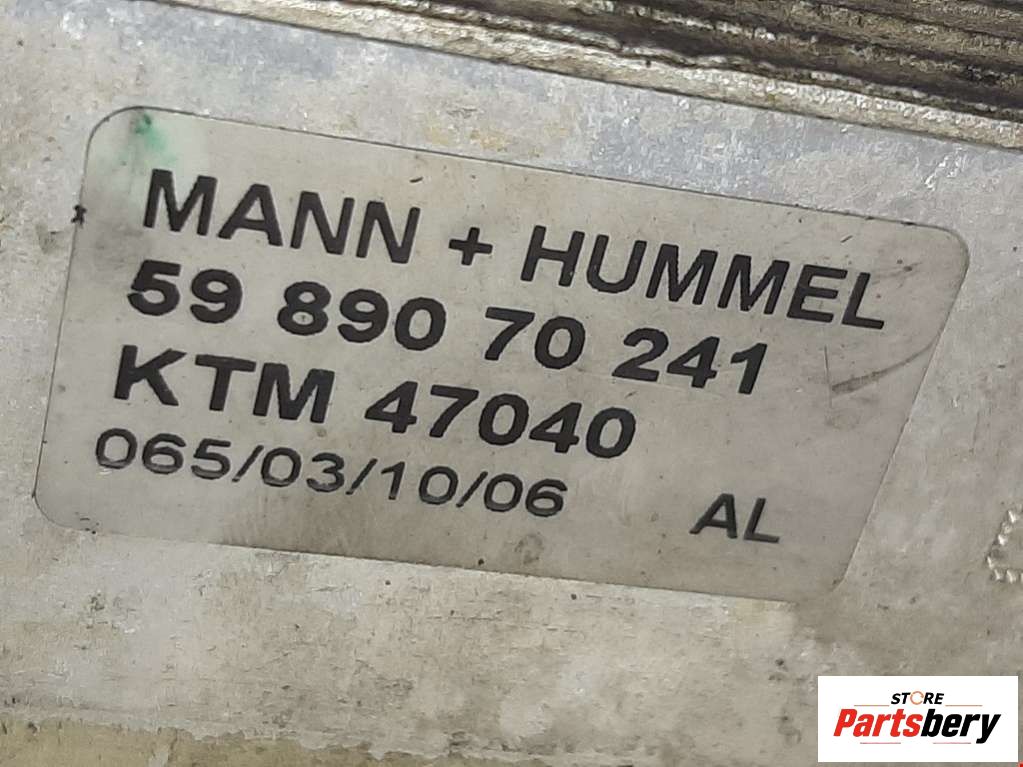 MANN + HUMMEL
59 890 70 241
KTM 47040
065/03/10/06 AL
STORE
Partsbery